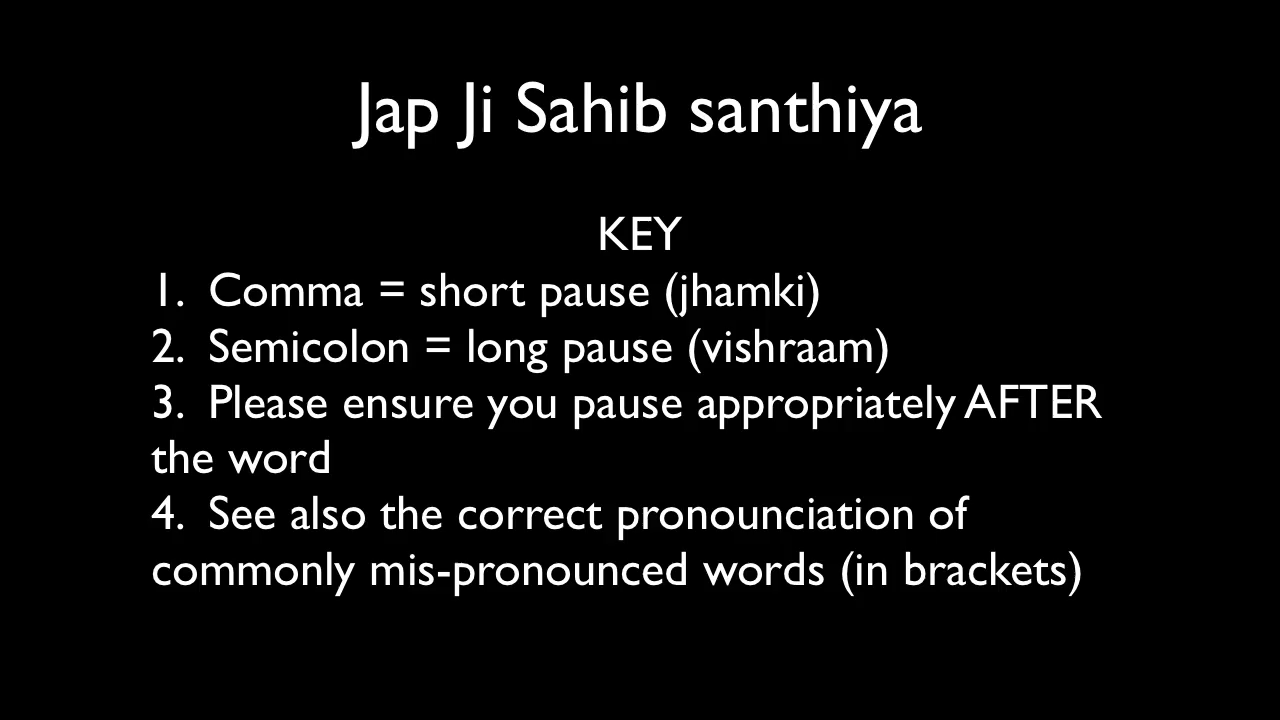 Jap Ji Sahib santhiya
KEY
1. Comma = short pause (jhamki)
2. Semicolon = long pause (vishraam)
3. Please ensure you pause appropriately AFTER
the word
4. See also the correct pronounciation of
commonly mis-pronounced words (in brackets)